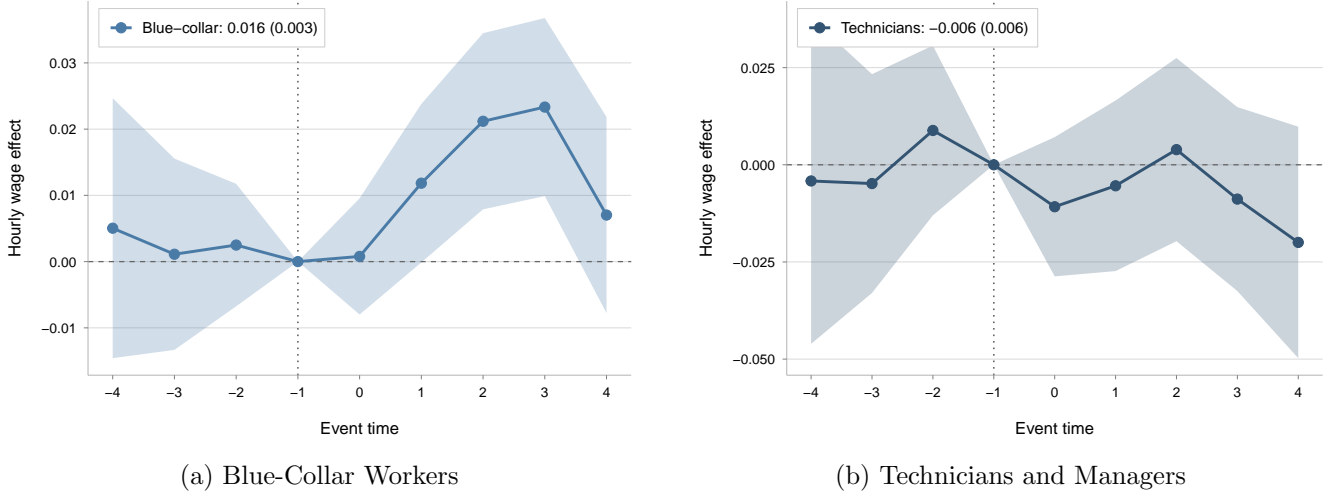 Blue−collar: 0.016 (0.003)
0.03
0.02
0.01
0.00
−0.01
Hourly wage effect
−4 −3 −2 −1 0 1 2 3 4
Event time
(a) Blue-Collar Workers
Technicians: −0.006 (0.006)
0.025
0.000
−0.025
−0.050
Hourly wage effect
−4 −3 −2 −1 0 1 2 3 4
Event time
(b) Technicians and Managers